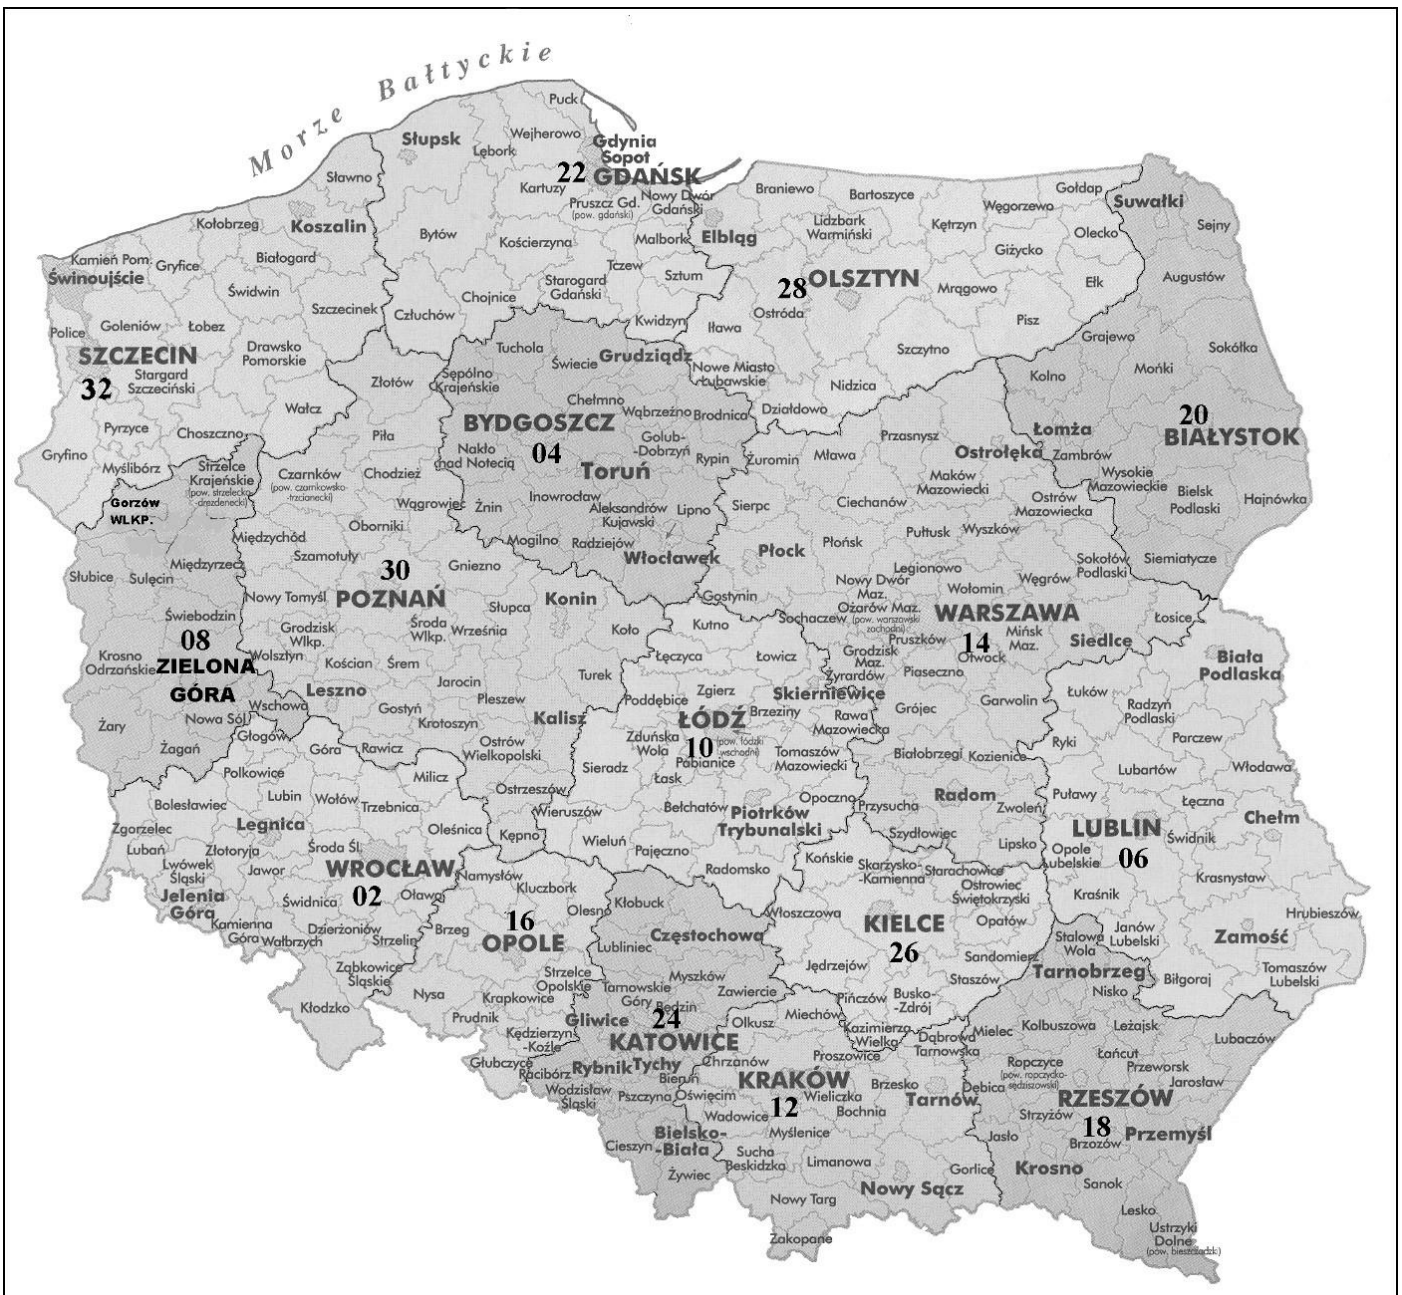 Morze Bałtyckie
Puck
Słupsk
Wejherowo
Lębork
Gdynia
Sopot
22 GDAŃSK
Sławno
Kartuzy
Pruszcz Gd.
(pow. gdański)
Nowy Dwór
Gdański
Koszalin
Kołobrzeg
Bytów
Kościerzyna
Malbork
Elbląg
Braniewo
Bartoszyce
Lidzbark
Warmiński
Kętrzyn
Węgorzewo
Gołdap
Suwałki
Sejny
Olecko
Giżycko
Kamień Pom.
Świnoujście
Gryfice
Białogard
Świdwin
Szczecinek
Tczew
Sztum
Starogard
Gdański
Chojnice
Człuchów
Kwidzyn
28 OLSZTYN
Ostróda
Iława
Mrągowo
Ełk
Augustów
Pisz
Szczytno
Nidzica
Działdowo
Nowe Miasto
Lubawskie
Police
Goleniów
Łobez
SZCZECIN
32
Stargard
Szczeciński
Drawsko
Pomorskie
Wałcz
Pyrzyce
Choszczno
Gryfino
Myślibórz
Złotów
Piła
Tuchola
Świecie
Grudziądz
Sępólno
Krajeńskie
Chełmno
Wąbrzeźno
Brodnica
BYDGOSZCZ
04
Nakło
nad Notecią
Golub-
-Dobrzyń
Rypin
Toruń
Inowrocław
Żnin
Aleksandrów
Kujawski
Lipno
Mogilno
Radziejów
Włocławek
Grajewo
Sokółka
Kolno
Mońki
20
BIAŁYSTOK
Łomża
Zambrów
Wysokie
Mazowieckie
Bielsk
Podlaski
Hajnówka
Siemiatycze
Strzelce
Krajeńskie
(pow. strzelecko-
-drezdenecki)
Gorzów
WLKP.
Międzyrzecz
Słubice
Sulęcin
Świebodzin
08
ZIELONA
GÓRA
Krosno
Odrzańskie
Wschowa
Nowa Sól
Żary
Żagań
Czarnków
(pow. czarnkowsko-
-trzcianecki)
Chodzież
Wągrowiec
Oborniki
Międzychód
Szamotuły
30
POZNAŃ
Gniezno
Nowy Tomyśl
Słupca
Konin
Grodzisk
Wlkp.
Środa
Wlkp.
Września
Koło
Wolsztyn
Kościan
Śrem
Turek
Leszno
Jarocin
Pleszew
Gostyń
Krotoszyn
Kalisz
Rawicz
Ostrów
Wielkopolski
Ostrzeszów
Kępno
Przasnysz
Ostrołęka
Żuromin
Mława
Maków
Mazowiecki
Ciechanów
Ostrów
Mazowiecka
Sierpc
Pułtusk
Wyszków
Płock
Płońsk
Sokołów
Podlaski
Legionowo
Nowy Dwór
Maz.
Wołomin
Węgrów
Gostynin
Ożarów Maz.
(pow. warszawski
zachodni)
Sochaczew
WARSZAWA
14
Mińsk
Maz.
Siedlce
Łosice
Pruszków
Grodzisk
Maz.
Otwock
Piaseczno
Żyrardów
Grójec
Garwolin
Białobrzegi
Kozienice
Radom
Zwoleń
Przysucha
Szydłowiec
Lipsko
Kutno
Łęczyca
Łowicz
Zgierz
Poddębice
Skierniewice
ŁÓDŹ
10
Brzeziny
(pow. łódzki
wschodni)
Rawa
Mazowiecka
Zduńska
Wola
Pabianice
Tomaszów
Mazowiecki
Sieradz
Łask
Bełchatów
Piotrków
Trybunalski
Opoczno
Wieruszów
Wieluń
Pajęczno
Radomsko
Biała
Podlaska
Łuków
Radzyń
Podlaski
Ryki
Parczew
Lubartów
Włodawa
Puławy
Łęczna
LUBLIN
06
Chełm
Świdnik
Opole
Lubelskie
Kraśnik
Krasnystaw
Hrubieszów
Janów
Lubelski
Zamość
Biłgoraj
Tomaszów
Lubelski
Głogów
Góra
Polkowice
Milicz
Bolesławiec
Lubin
Wołów
Trzebnica
Zgorzelec
Legnica
Oleśnica
Lubań
Złotoryja
Środa Śl.
Lwówek
Śląski
Jawor
WROCŁAW
02
Jelenia
Góra
Świdnica
Oława
Kamienna
Góra
Wałbrzych
Dzierżoniów
Strzelin
Ząbkowice
Śląskie
Kłodzko
Namysłów
Kluczbork
16
OPOLE
Olesno
Brzeg
Strzelce
Opolskie
Nysa
Krapkowice
Prudnik
Kędzierzyn
-Koźle
Głubczyce
Kłobuck
Częstochowa
Lubliniec
Myszków
Tarnowskie
Góry
Zawiercie
Będzin
Gliwice
24
KATOWICE
Rybnik
Tychy
Racibórz
Bieruń
Wodzisław
Śląski
Pszczyna
Cieszyn
Bielsko-
-Biała
Żywiec
Końskie
Skarżysko-
-Kamienna
Starachowice
Ostrowiec
Świętokrzyski
Włoszczowa
KIELCE
26
Opatów
Jędrzejów
Sandomierz
Staszów
Pińczów
Busko-
-Zdrój
Kazimierza
Wielka
Miechów
Olkusz
Proszowice
Dąbrowa
Tarnowska
Chrzanów
KRAKÓW
12
Oświęcim
Wieliczka
Brzesko
Bochnia
Tarnów
Wadowice
Myślenice
Sucha
Beskidzka
Limanowa
Gorlice
Nowy Sącz
Nowy Targ
Zakopane
Stalowa
Wola
Tarnobrzeg
Nisko
Mielec
Kolbuszowa
Leżajsk
Lubaczów
Ropczyce
(pow. ropczycko-
-sędziszowski)
Łańcut
Przeworsk
Dębica
Jarosław
RZESZÓW
18
Strzyżów
Przemyśl
Brzozów
Jasło
Krosno
Sanok
Lesko
Ustrzyki
Dolne
(pow. bieszczadzki)